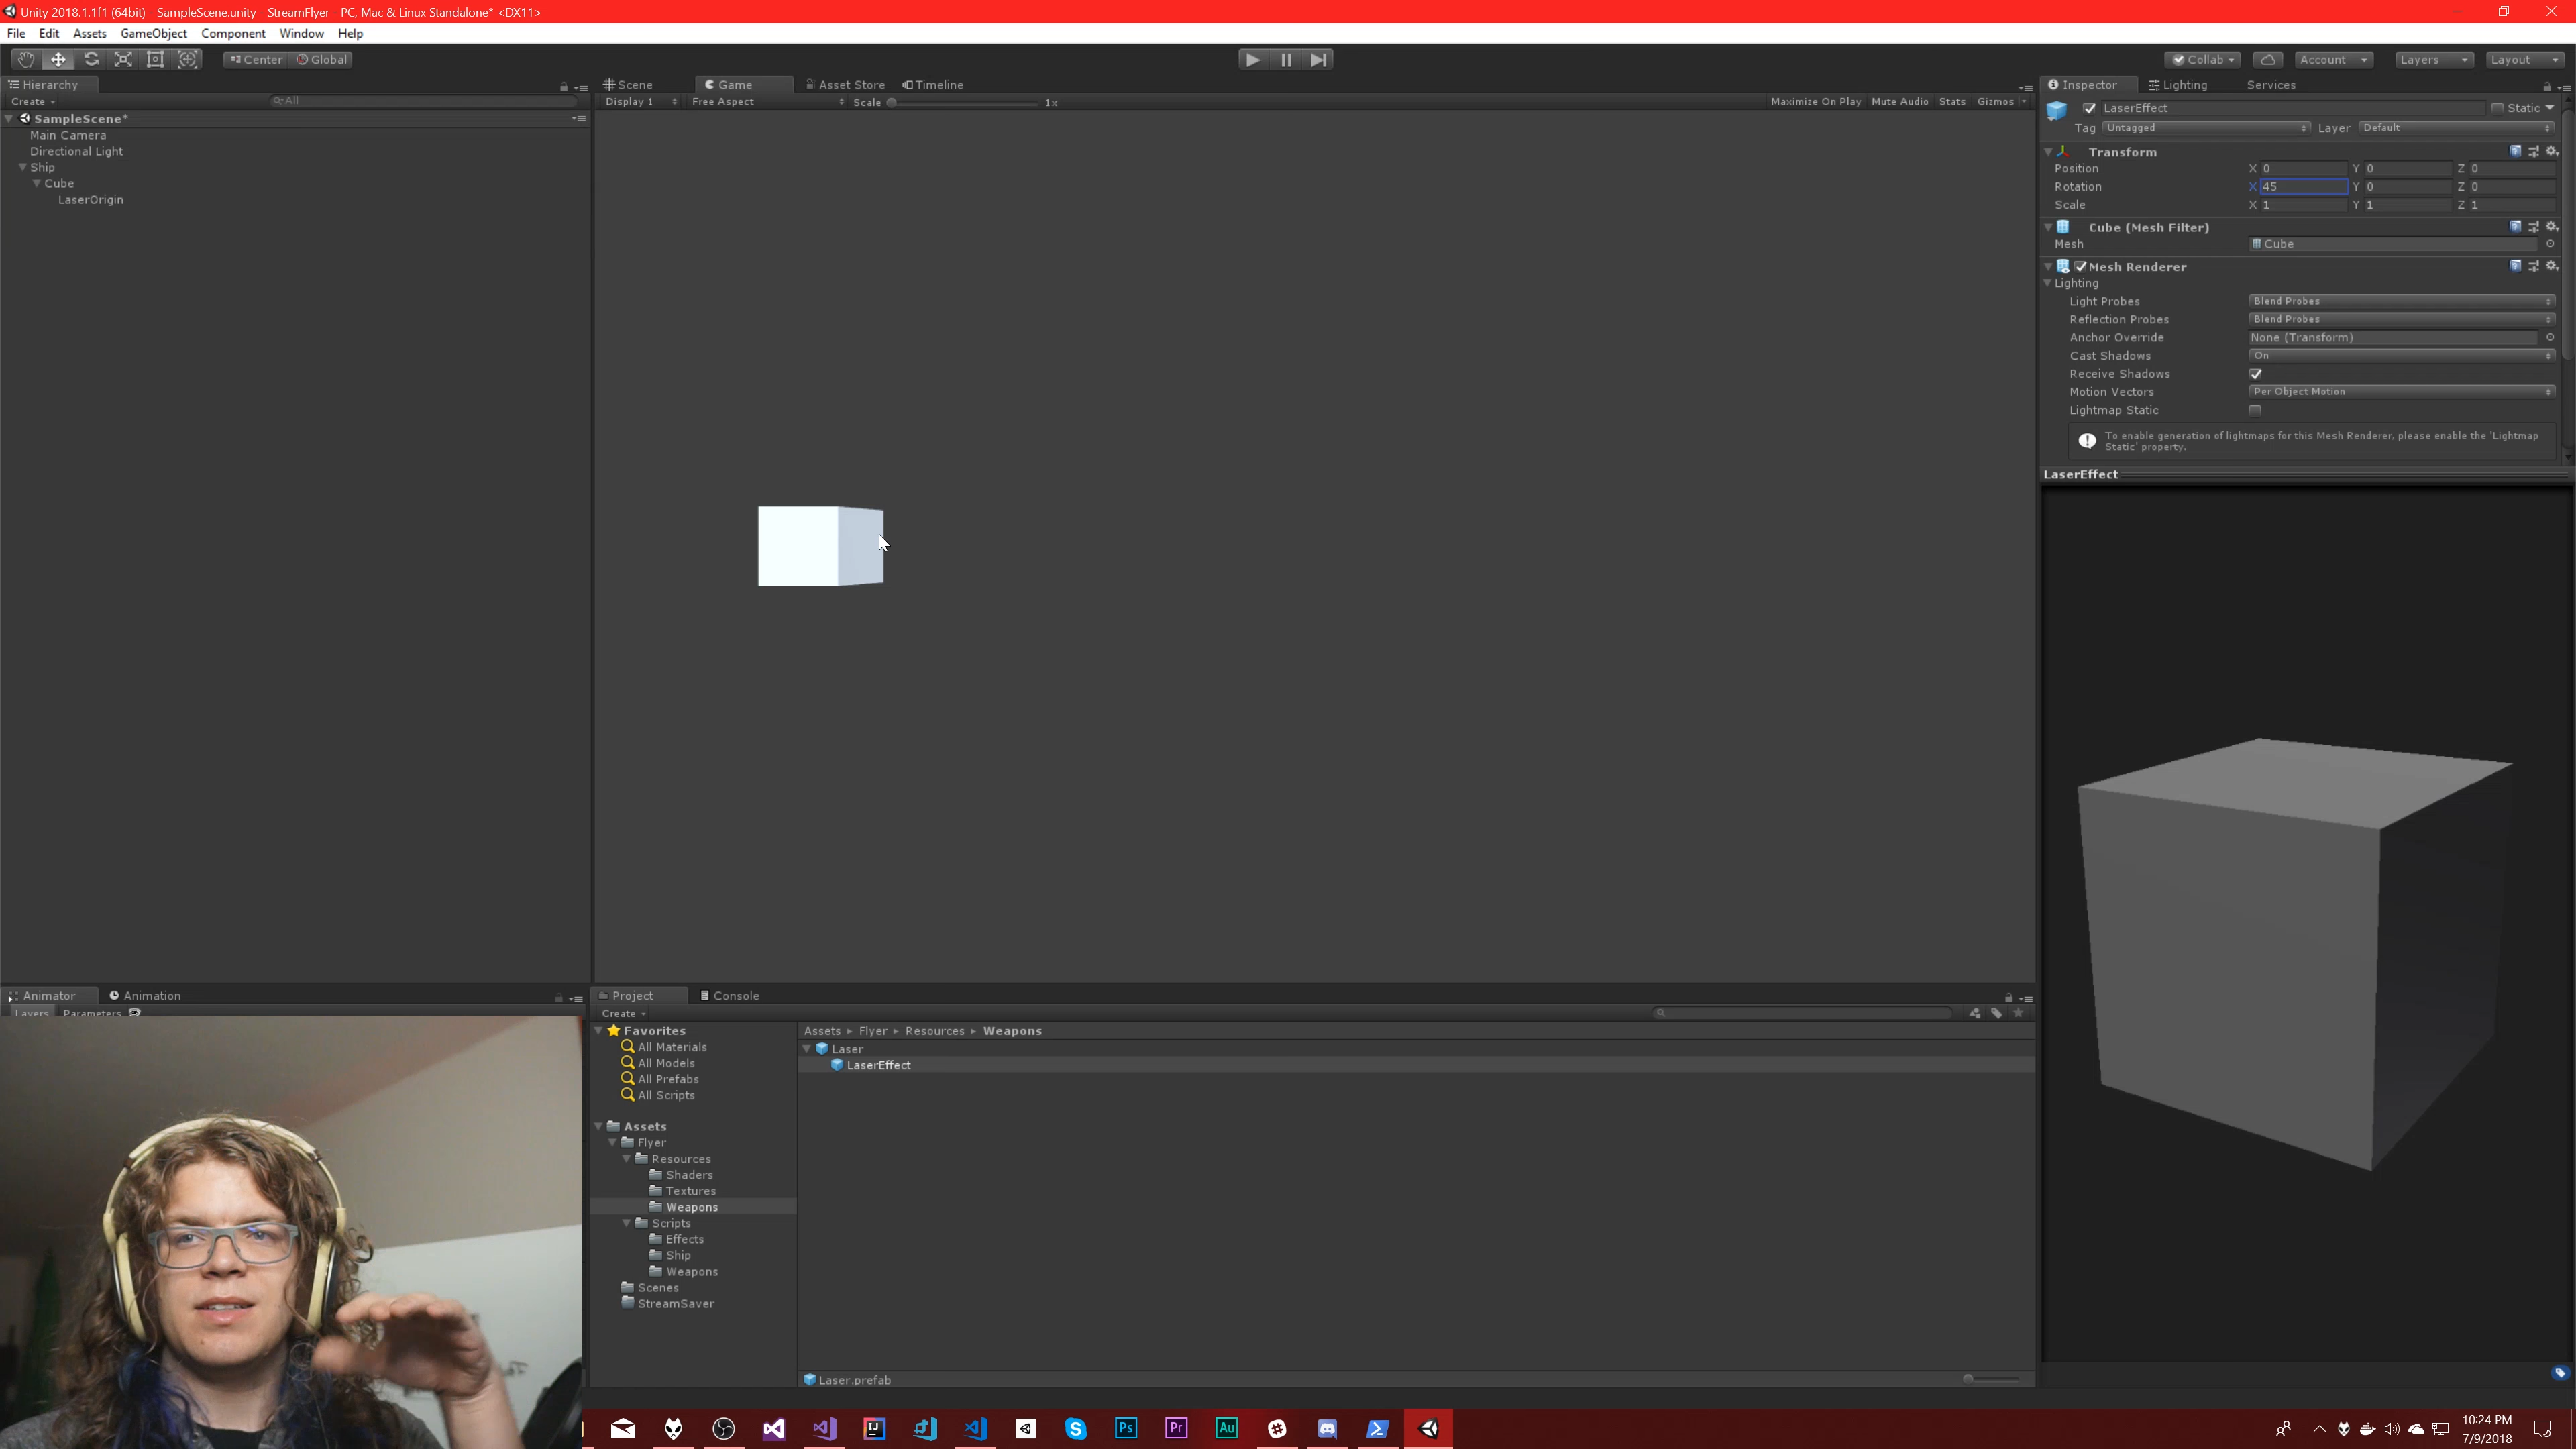 Unity 2018.1.1f1 (64bit) - SampleScene.unity - StreamFlyer - PC, Mac & Linux Standalone* <DX11>
File Edit Assets GameObject Component Window Help
Center Global
Collab Account Layers Layout
Hierarchy
Create All
SampleScene*
Main Camera
Directional Light
Ship
Cube
LaserOrigin
Scene Game Asset Store Timeline
Display 1 Free Aspect Scale 1x Maximize On Play Mute Audio Stats Gizmos
Inspector Lighting Services
LaserEffect Static
Tag Untagged Layer Default
Transform
Position X 0 Y 0 Z 0
Rotation X 45 Y 0 Z 0
Scale X 1 Y 1 Z 1
Cube (Mesh Filter)
Mesh Cube
Mesh Renderer
Lighting
Light Probes Blend Probes
Reflection Probes Blend Probes
Anchor Override None (Transform)
Cast Shadows On
Receive Shadows
Motion Vectors Per Object Motion
Lightmap Static
To enable generation of lightmaps for this Mesh Renderer, please enable the 'Lightmap
Static' property.
LaserEffect
Animator Animation
Layers Parameters
Project Console
Create
Favorites
All Materials
All Models
All Prefabs
All Scripts
Assets
Flyer
Resources
Shaders
Textures
Weapons
Scripts
Effects
Ship
Weapons
Scenes
StreamSaver
Assets Flyer Resources Weapons
Laser
LaserEffect
Laser.prefab
IJ
Ps
Pr
Au
10:24 PM
7/9/2018